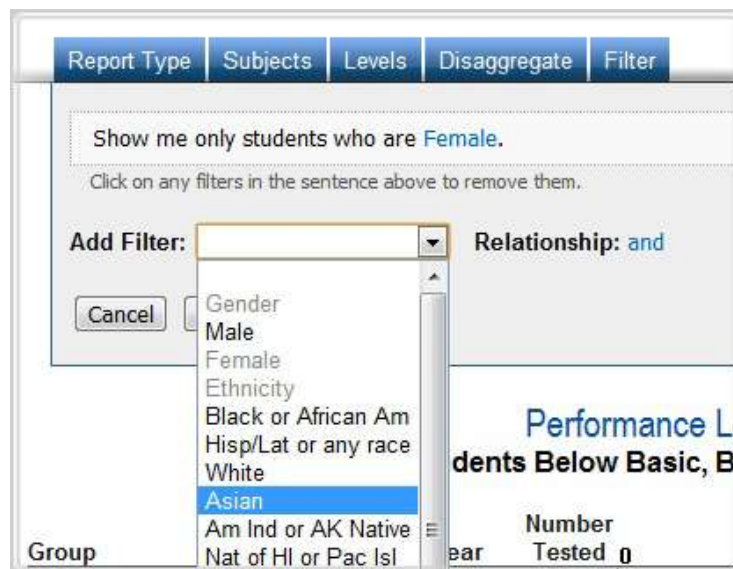 Report Type Subjects Levels Disaggregate Filter
Show me only students who are Female.
Click on any filters in the sentence above to remove them.
Add Filter: Relationship: and
Cancel
Gender
Male
Female
Ethnicity
Black or African Am
Hisp/Lat or any race
White
Asian
Am Ind or AK Native
Nat of HI or Pac Isl
Performance L
dents Below Basic, B
Number
Group ear Tested 0